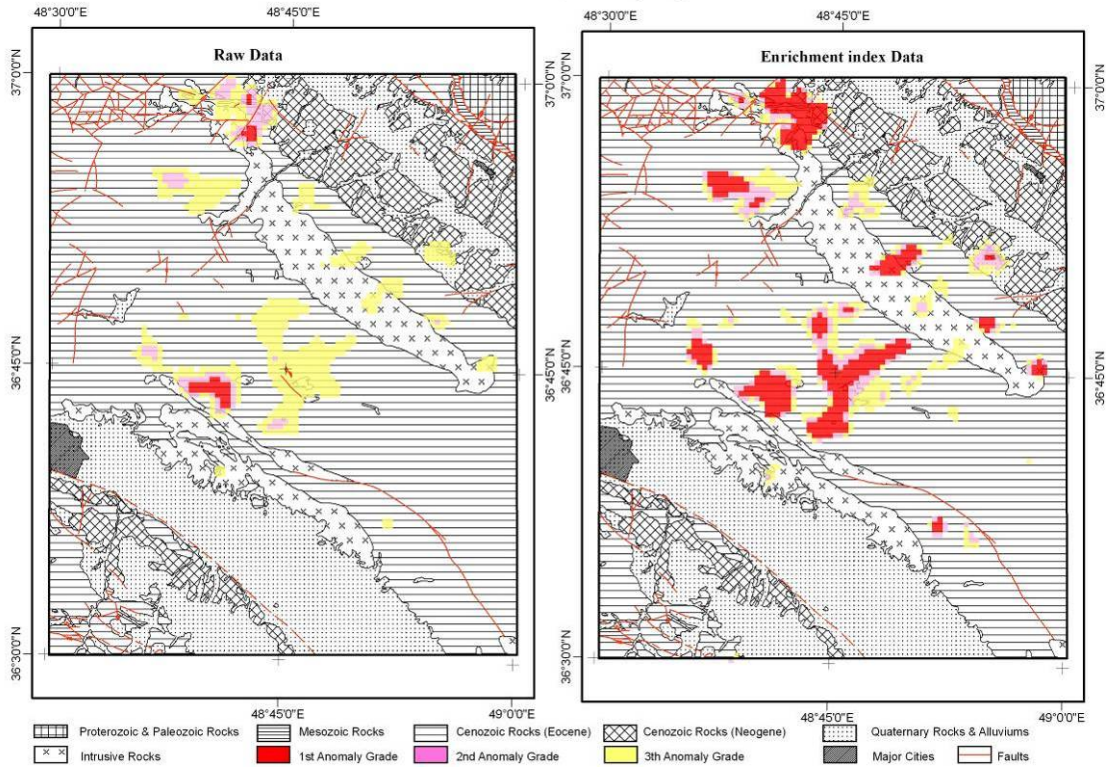 48°30'0"E 48°45'0"E 48°30'0"E 48°45'0"E
Raw Data Enrichment index Data
37°0'0"N 37°0'0"N 37°0'0"N 37°0'0"N
36°45'0"N 36°45'0"N 36°45'0"N 36°45'0"N
36°30'0"N 36°30'0"N
48°45'0"E 49°0'0"E 48°45'0"E 49°0'0"E
Proterozoic & Paleozoic Rocks Mesozoic Rocks Cenozoic Rocks (Eocene) Cenozoic Rocks (Neogene) Quaternary Rocks & Alluviums
Intrusive Rocks 1st Anomaly Grade 2nd Anomaly Grade 3th Anomaly Grade Major Cities Faults